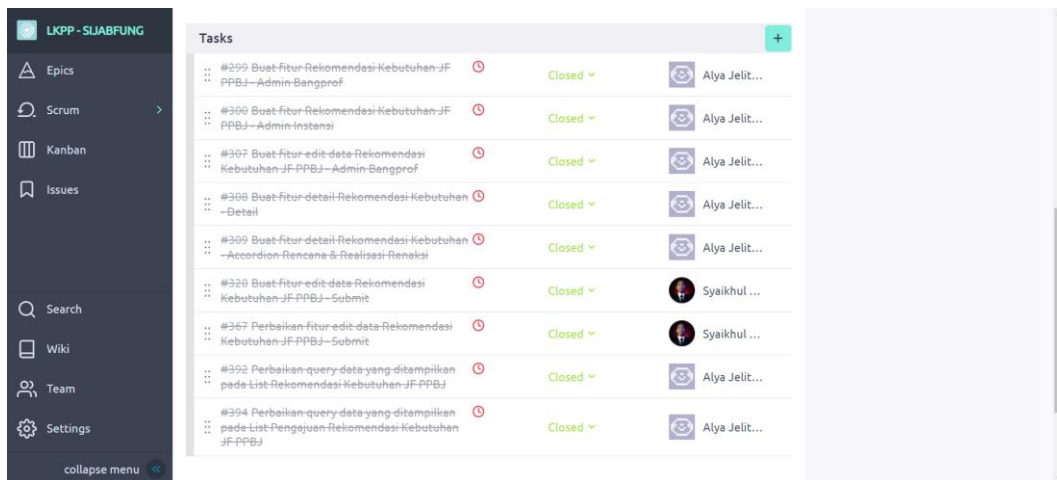 LKPP - SIJABFUNG
Epics
Scrum
Kanban
Issues
Search
Wiki
Team
Settings
collapse menu
Tasks
#299 Buat fitur Rekomendasi Kebutuhan JF
PPBJ - Admin Bangprof
Closed
Alya Jelit...
#300 Buat fitur Rekomendasi Kebutuhan JF
PPBJ - Admin Instansi
Closed
Alya Jelit...
#307 Buat fitur edit data Rekomendasi
Kebutuhan JF PPBJ - Admin Bangprof
Closed
Alya Jelit...
#308 Buat fitur detail Rekomendasi Kebutuhan
- Detail
Closed
Alya Jelit...
#309 Buat fitur detail Rekomendasi Kebutuhan
- Accordion Rencana & Realisasi Renaksi
Closed
Alya Jelit...
#320 Buat fitur edit data Rekomendasi
Kebutuhan JF PPBJ - Submit
Closed
Syaikhul ...
#367 Perbaikan fitur edit data Rekomendasi
Kebutuhan JF PPBJ - Submit
Closed
Syaikhul ...
#392 Perbaikan query data yang ditampilkan
pada List Rekomendasi Kebutuhan JF PPBJ
Closed
Alya Jelit...
#394 Perbaikan query data yang ditampilkan
pada List Pengajuan Rekomendasi Kebutuhan
JF PPBJ
Closed
Alya Jelit...